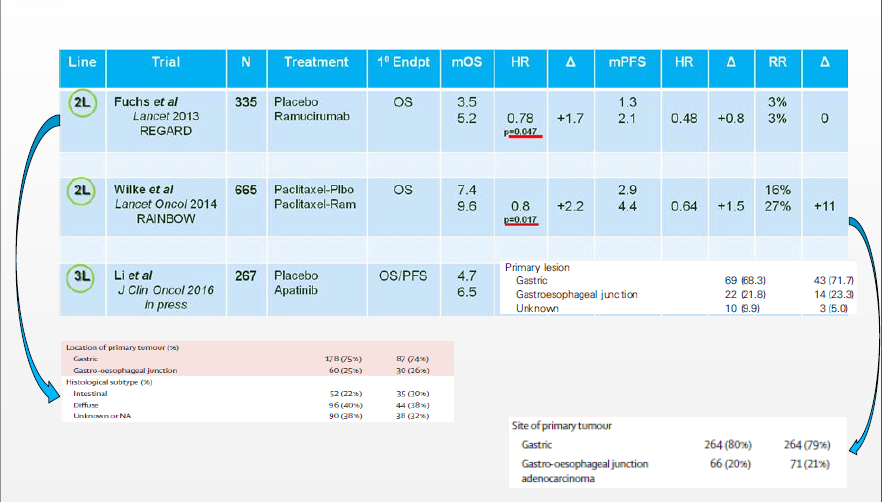 Line Trial N Treatment 1⁰ Endpt mOS HR Δ mPFS HR Δ RR Δ
2L Fuchs et al 335 Placebo OS 3.5 1.3 3%
Lancet 2013 Ramucirumab 5.2 0.78 +1.7 2.1 0.48 +0.8 3% 0
REGARD p=0.047
2L Wilke et al 665 Paclitaxel-Plbo OS 7.4 2.9 16%
Lancet Oncol 2014 Paclitaxel-Ram 9.6 0.8 +2.2 4.4 0.64 +1.5 27% +11
RAINBOW p=0.017
3L Li et al 267 Placebo OS/PFS 4.7
J Clin Oncol 2016 Apatinib 6.5
in press
Primary lesion
Gastric 69 (68.3) 43 (71.7)
Gastroesophageal junction 22 (21.8) 14 (23.3)
Unknown 10 (9.9) 3 (5.0)
Location of primary tumour (%)
Gastric 178 (75%) 87 (74%)
Gastro-oesophageal junction 60 (25%) 30 (26%)
Histological subtype (%)
Intestinal 52 (22%) 35 (30%)
Diffuse 96 (40%) 44 (38%)
Unknown or NA 90 (38%) 38 (32%)
Site of primary tumour
Gastric 264 (80%) 264 (79%)
Gastro-oesophageal junction 66 (20%) 71 (21%)
adenocarcinoma